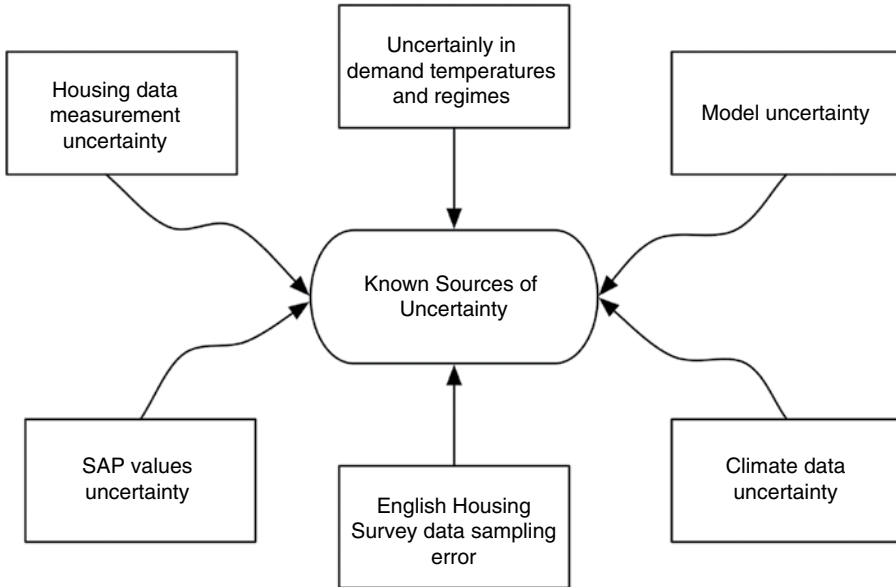 Housing data
measurement
uncertainty
Uncertainly in
demand temperatures
and regimes
Model uncertainty
Known Sources of
Uncertainty
SAP values
uncertainty
English Housing
Survey data sampling
error
Climate data
uncertainty